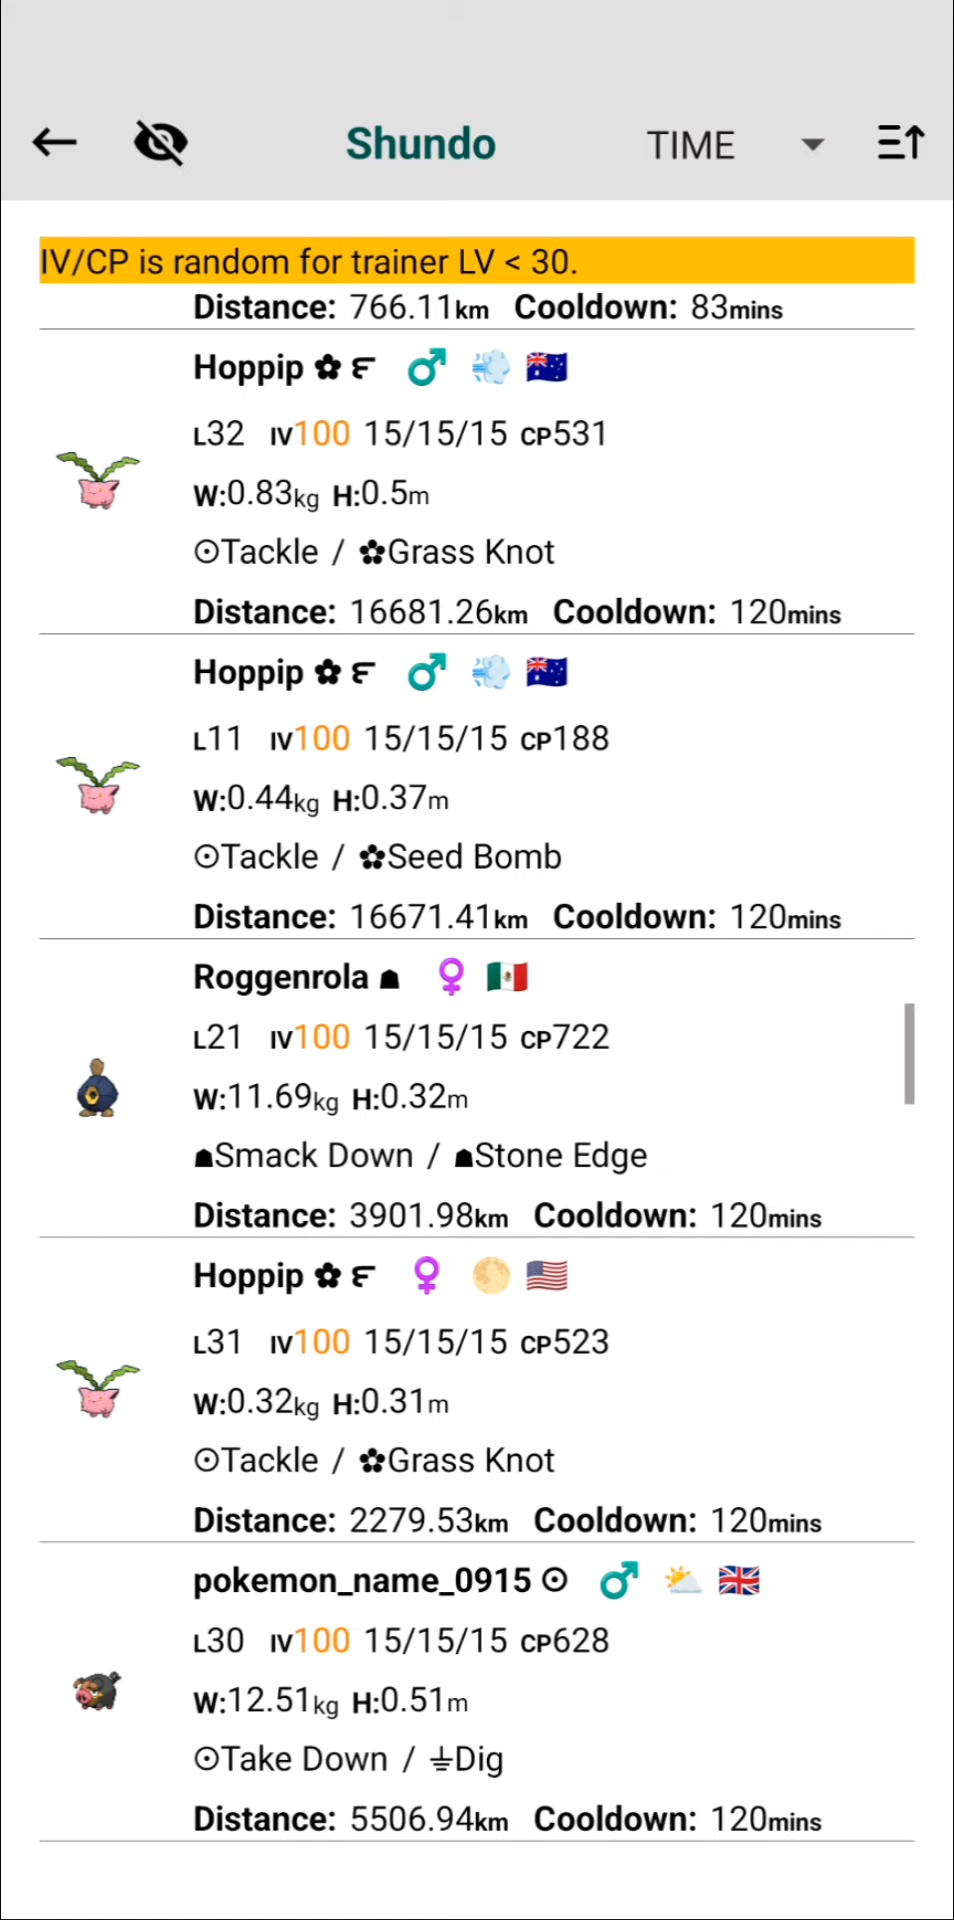 Shundo TIME
IV/CP is random for trainer LV < 30.
Distance: 766.11km Cooldown: 83mins
Hoppip
L32 IV100 15/15/15 CP531
W:0.83kg H:0.5m
Tackle / Grass Knot
Distance: 16681.26km Cooldown: 120mins
Hoppip
L11 IV100 15/15/15 CP188
W:0.44kg H:0.37m
Tackle / Seed Bomb
Distance: 16671.41km Cooldown: 120mins
Roggenrola
L21 IV100 15/15/15 CP722
W:11.69kg H:0.32m
Smack Down / Stone Edge
Distance: 3901.98km Cooldown: 120mins
Hoppip
L31 IV100 15/15/15 CP523
W:0.32kg H:0.31m
Tackle / Grass Knot
Distance: 2279.53km Cooldown: 120mins
pokemon_name_0915
L30 IV100 15/15/15 CP628
W:12.51kg H:0.51m
Take Down / Dig
Distance: 5506.94km Cooldown: 120mins